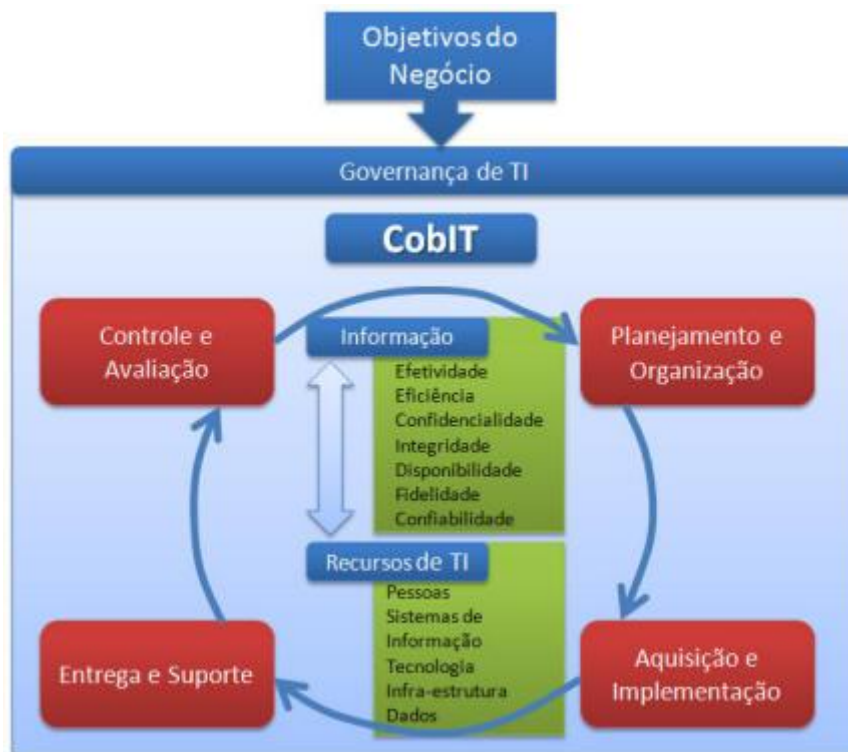 Objetivos do
Negócio
Governança de TI
CobIT
Controle e
Avaliação
Informação
Efetividade
Eficiência
Confidencialidade
Integridade
Disponibilidade
Fidelidade
Confiabilidade
Planejamento e
Organização
Recursos de TI
Pessoas
Sistemas de
Informação
Tecnologia
Infra-estrutura
Dados
Entrega e Suporte
Aquisição e
Implementação